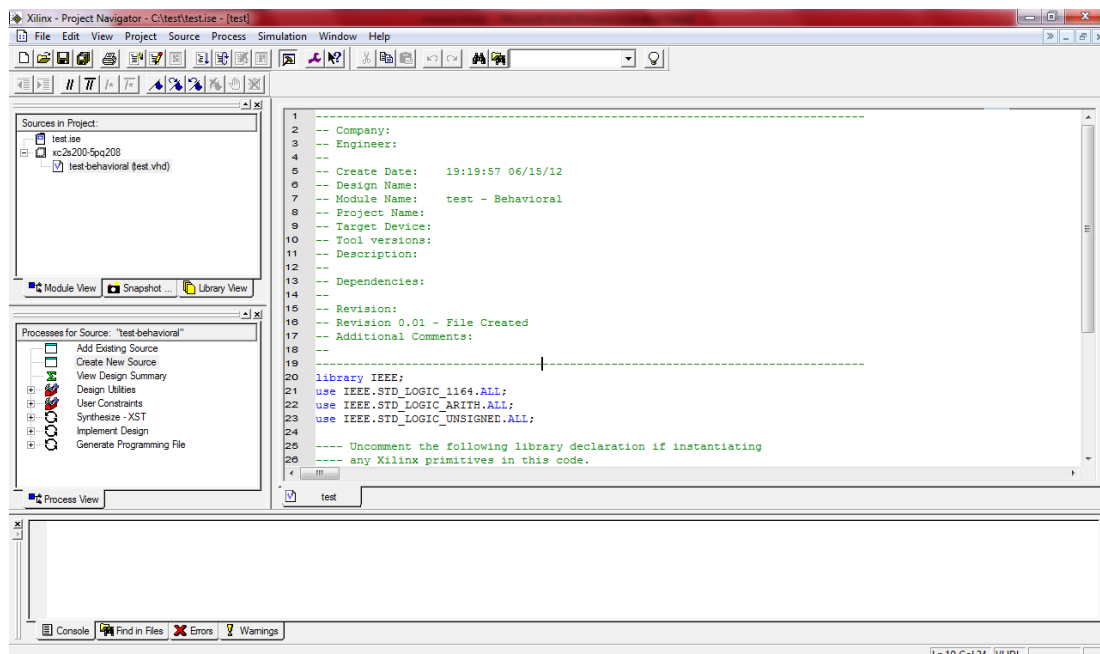 Xilinx - Project Navigator - C:\test\test.ise - [test]
File Edit View Project Source Process Simulation Window Help
Sources in Project:
test.ise
xc2s200-5pq208
test-behavioral (test.vhd)
Module View Snapshot ... Library View
Processes for Source: "test-behavioral"
Add Existing Source
Create New Source
View Design Summary
Design Utilities
User Constraints
Synthesize - XST
Implement Design
Generate Programming File
Process View
1 --------------------------------------------------------------------------------
2 -- Company:
3 -- Engineer:
4 --
5 -- Create Date: 19:19:57 06/15/12
6 -- Design Name:
7 -- Module Name: test - Behavioral
8 -- Project Name:
9 -- Target Device:
10 -- Tool versions:
11 -- Description:
12 --
13 -- Dependencies:
14 --
15 -- Revision:
16 -- Revision 0.01 - File Created
17 -- Additional Comments:
18 --
19 --------------------------------------------------------------------------------
20 library IEEE;
21 use IEEE.STD_LOGIC_1164.ALL;
22 use IEEE.STD_LOGIC_ARITH.ALL;
23 use IEEE.STD_LOGIC_UNSIGNED.ALL;
24
25 ---- Uncomment the following library declaration if instantiating
26 ---- any Xilinx primitives in this code.
test
Console Find in Files Errors Warnings